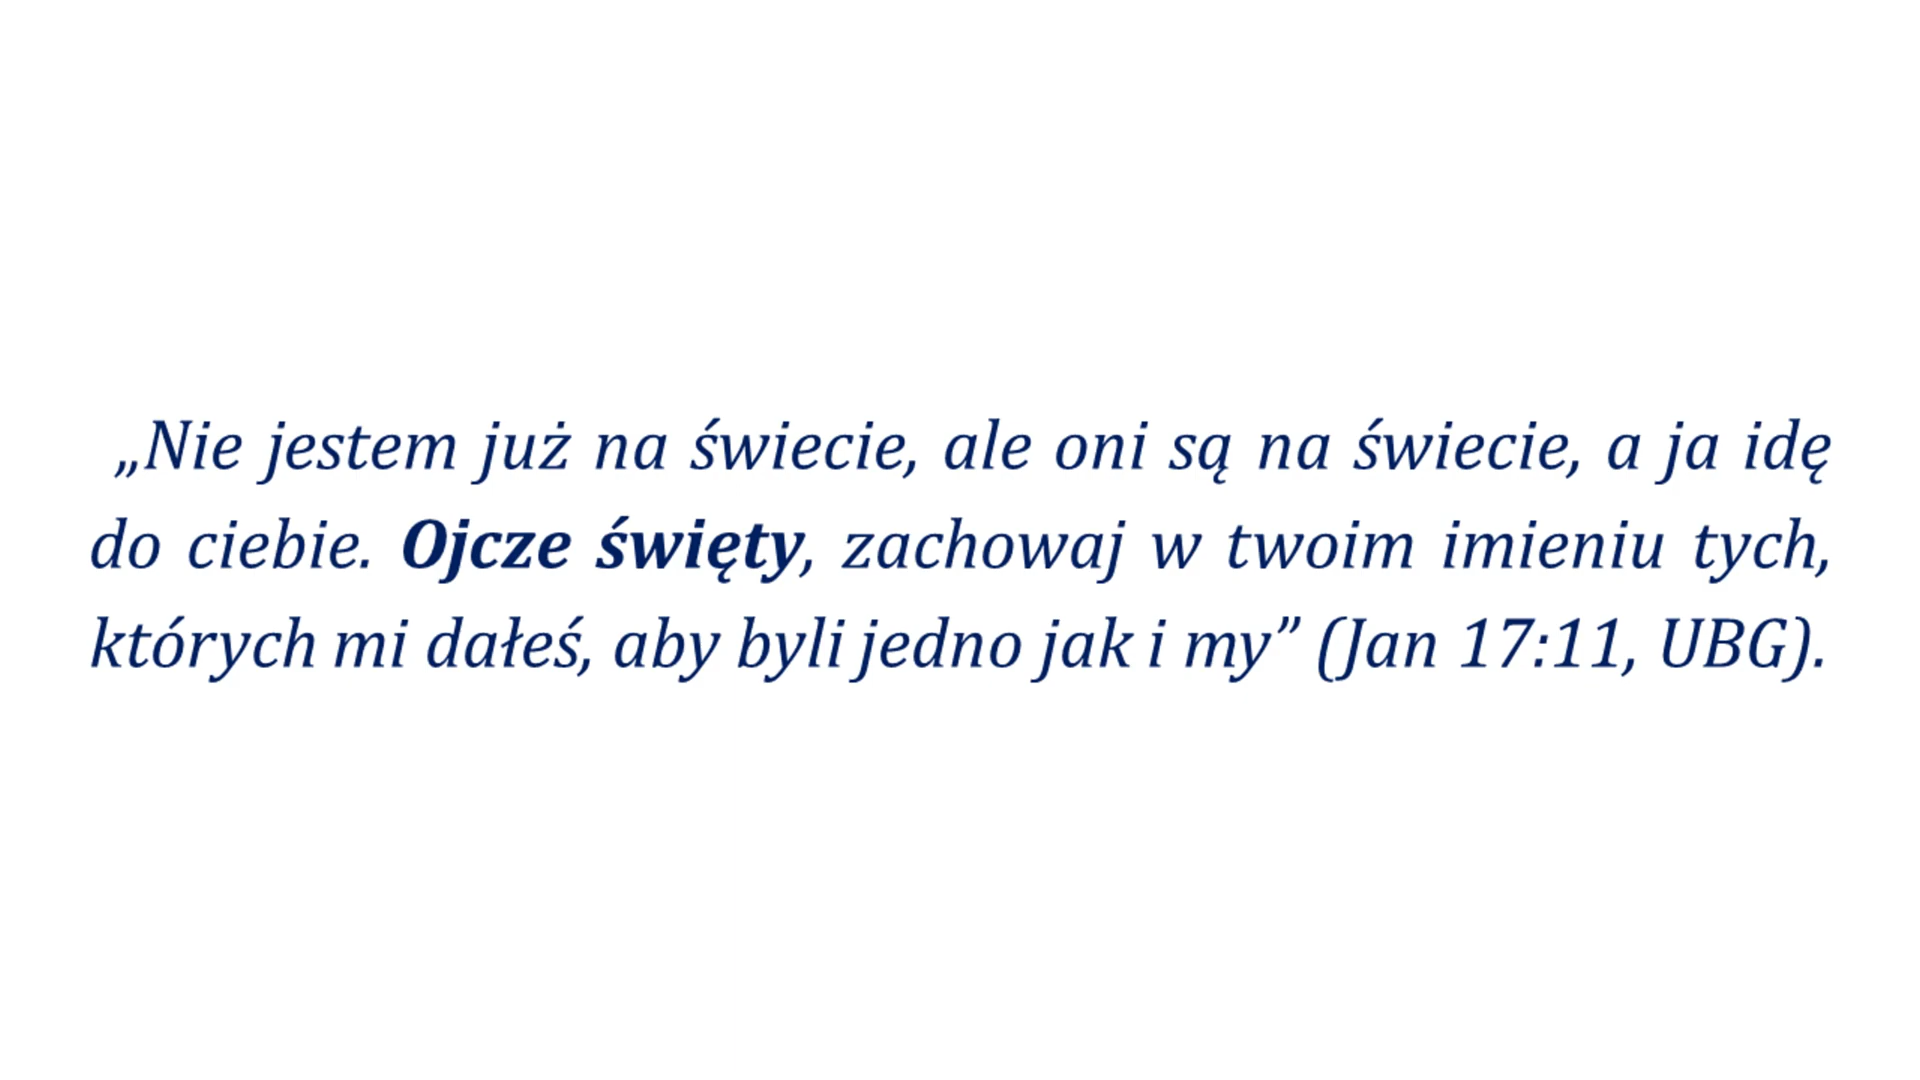 „Nie jestem już na świecie, ale oni są na świecie, a ja idę
do ciebie. Ojcze święty, zachowaj w twoim imieniu tych,
których mi dałeś, aby byli jedno jak i my” (Jan 17:11, UBG).